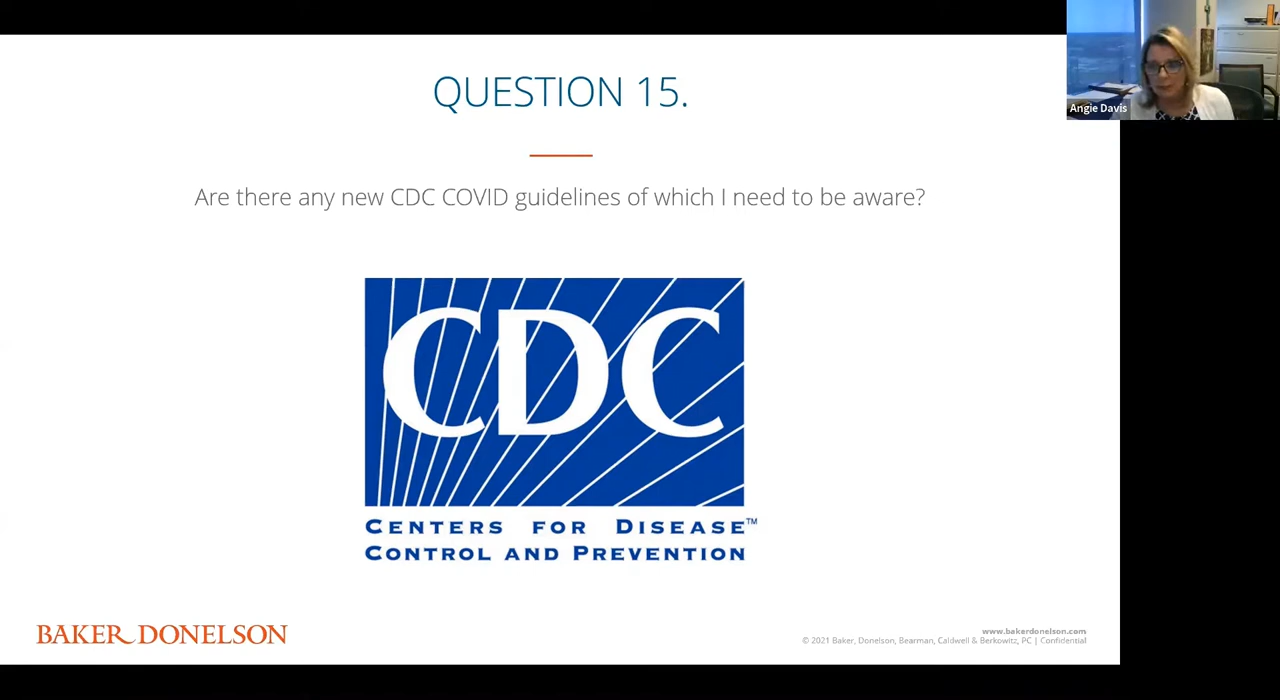 QUESTION 15.
Angie Davis
Are there any new CDC COVID guidelines of which I need to be aware?
CDC
CENTERS FOR DISEASE™
CONTROL AND PREVENTION
BAKER DONELSON
www.bakerdonelson.com
© 2021 Baker, Donelson, Bearman, Caldwell & Berkowitz, PC | Confidential